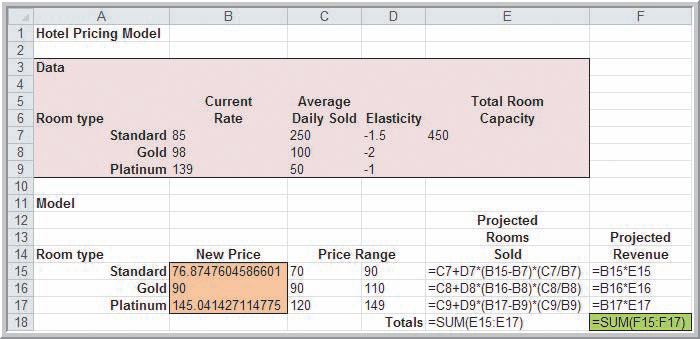 A B C D E F
1 Hotel Pricing Model
2
3 Data
4
5 Current Average Total Room
6 Room type Rate Daily Sold Elasticity Capacity
7 Standard 85 250 -1.5 450
8 Gold 98 100 -2
9 Platinum 139 50 -1
10
11 Model
12 Projected
13 Rooms Projected
14 Room type New Price Price Range Sold Revenue
15 Standard 76.8747604586601 70 90 =C7+D7*(B15-B7)*(C7/B7) =B15*E15
16 Gold 90 90 110 =C8+D8*(B16-B8)*(C8/B8) =B16*E16
17 Platinum 145.041427114775 120 149 =C9+D9*(B17-B9)*(C9/B9) =B17*E17
18 Totals =SUM(E15:E17) =SUM(F15:F17)